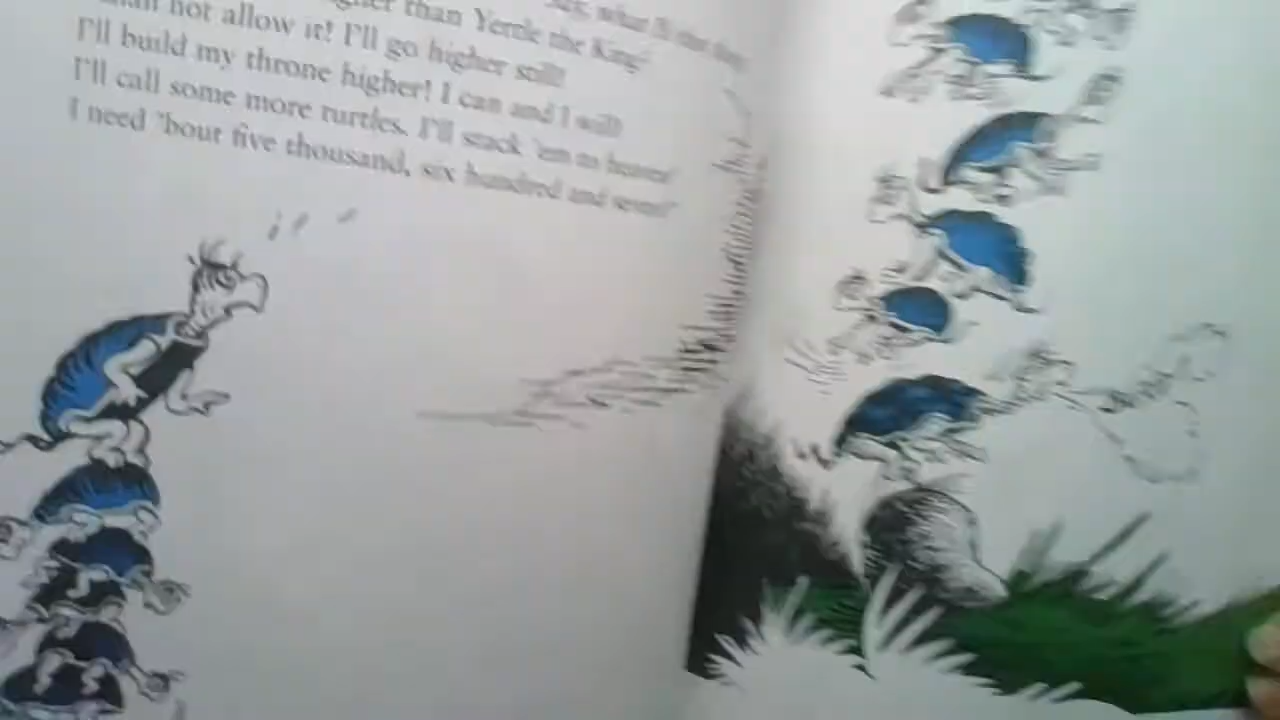 than Yertle the King!
not allow it! I'll go higher still!
I'll build my throne higher! I can and I will!
I'll call some more turtles. I'll stack 'em to heaven!
I need 'bout five thousand, six hundred and seven!"